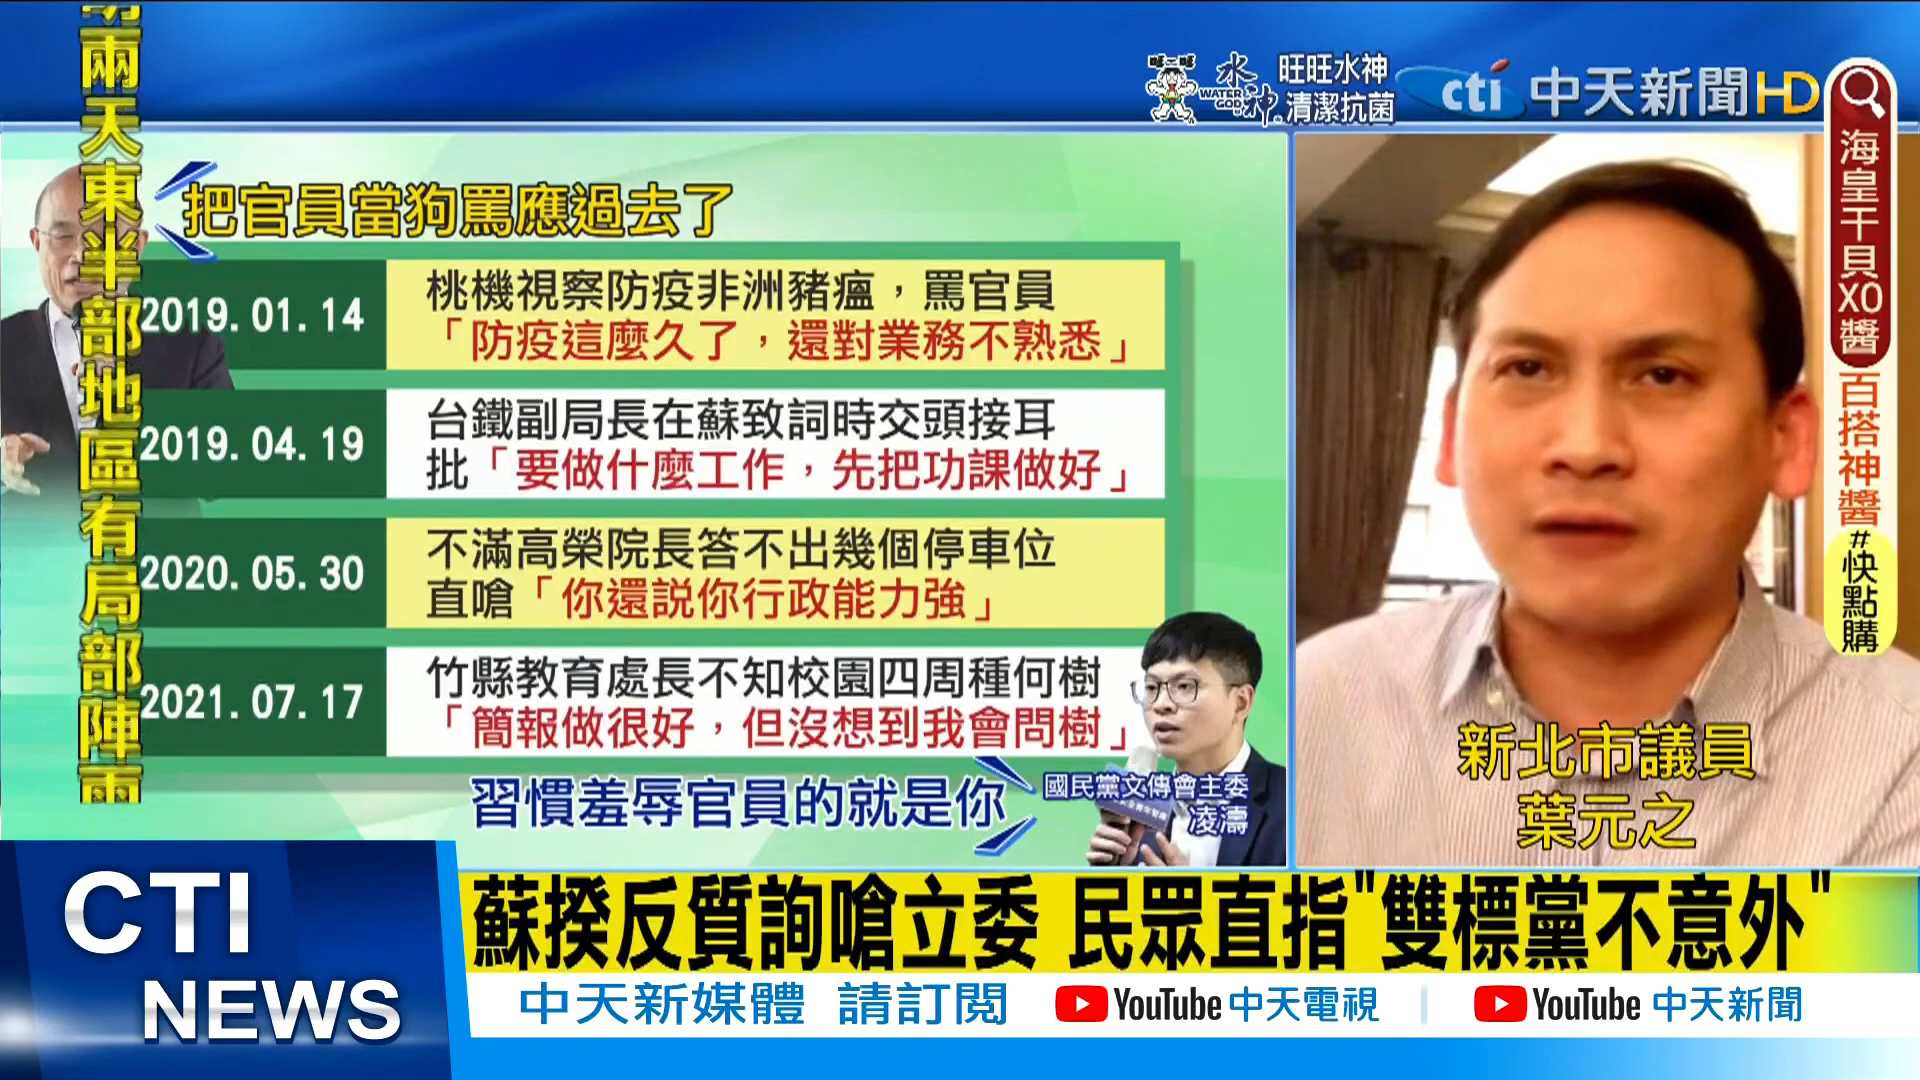 兩天東半部地區有局部陣雨
旺旺水神
清潔抗菌
水神
WATER GOD
cti 中天新聞HD
海皇干貝XO醬
百搭神醬
#快點購
把官員當狗罵應過去了
2019.01.14
桃機視察防疫非洲豬瘟，罵官員
「防疫這麼久了，還對業務不熟悉」
2019.04.19
台鐵副局長在蘇致詞時交頭接耳
批「要做什麼工作，先把功課做好」
2020.05.30
不滿高榮院長答不出幾個停車位
直嗆「你還說你行政能力強」
2021.07.17
竹縣教育處長不知校園四周種何樹
「簡報做很好，但沒想到我會問樹」
習慣羞辱官員的就是你
國民黨文傳會主委
凌濤
新北市議員
葉元之
CTI
NEWS
蘇揆反質詢嗆立委 民眾直指"雙標黨不意外"
中天新媒體 請訂閱 YouTube 中天電視 | YouTube 中天新聞